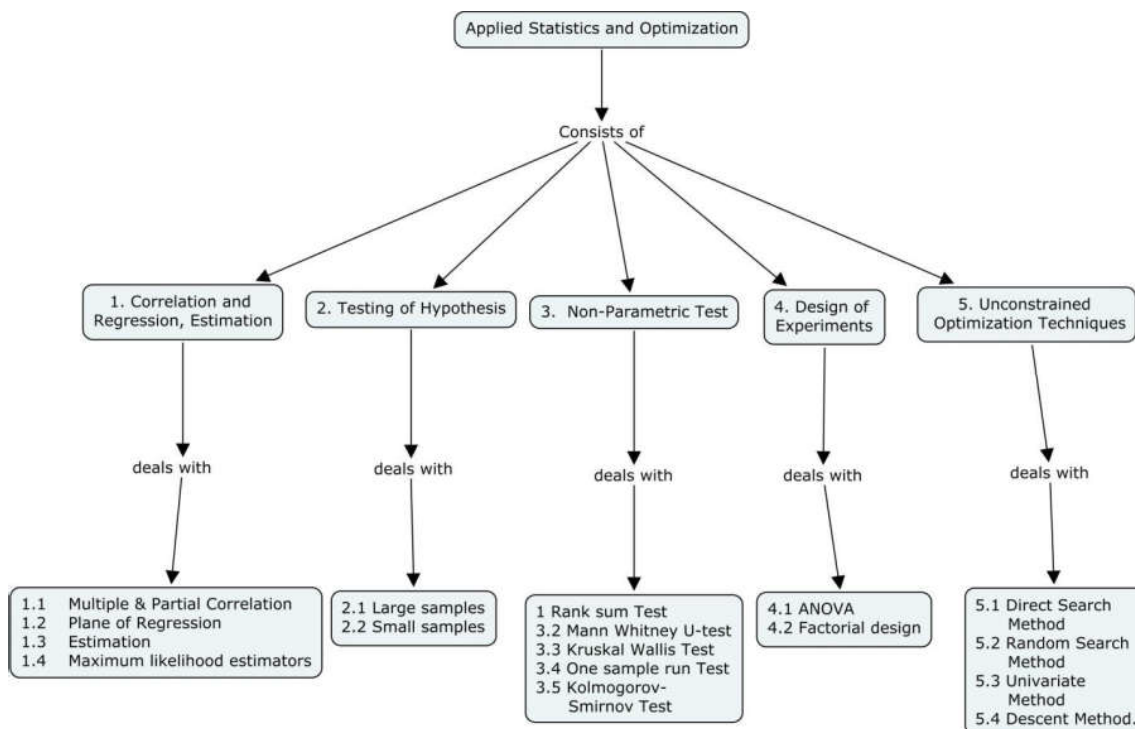 Applied Statistics and Optimization
Consists of
1. Correlation and
Regression, Estimation
2. Testing of Hypothesis
3. Non-Parametric Test
4. Design of
Experiments
5. Unconstrained
Optimization Techniques
deals with
deals with
deals with
deals with
deals with
1.1 Multiple & Partial Correlation
1.2 Plane of Regression
1.3 Estimation
1.4 Maximum likelihood estimators
2.1 Large samples
2.2 Small samples
1 Rank sum Test
3.2 Mann Whitney U-test
3.3 Kruskal Wallis Test
3.4 One sample run Test
3.5 Kolmogorov-
Smirnov Test
4.1 ANOVA
4.2 Factorial design
5.1 Direct Search
Method
5.2 Random Search
Method
5.3 Univariate
Method
5.4 Descent Method.